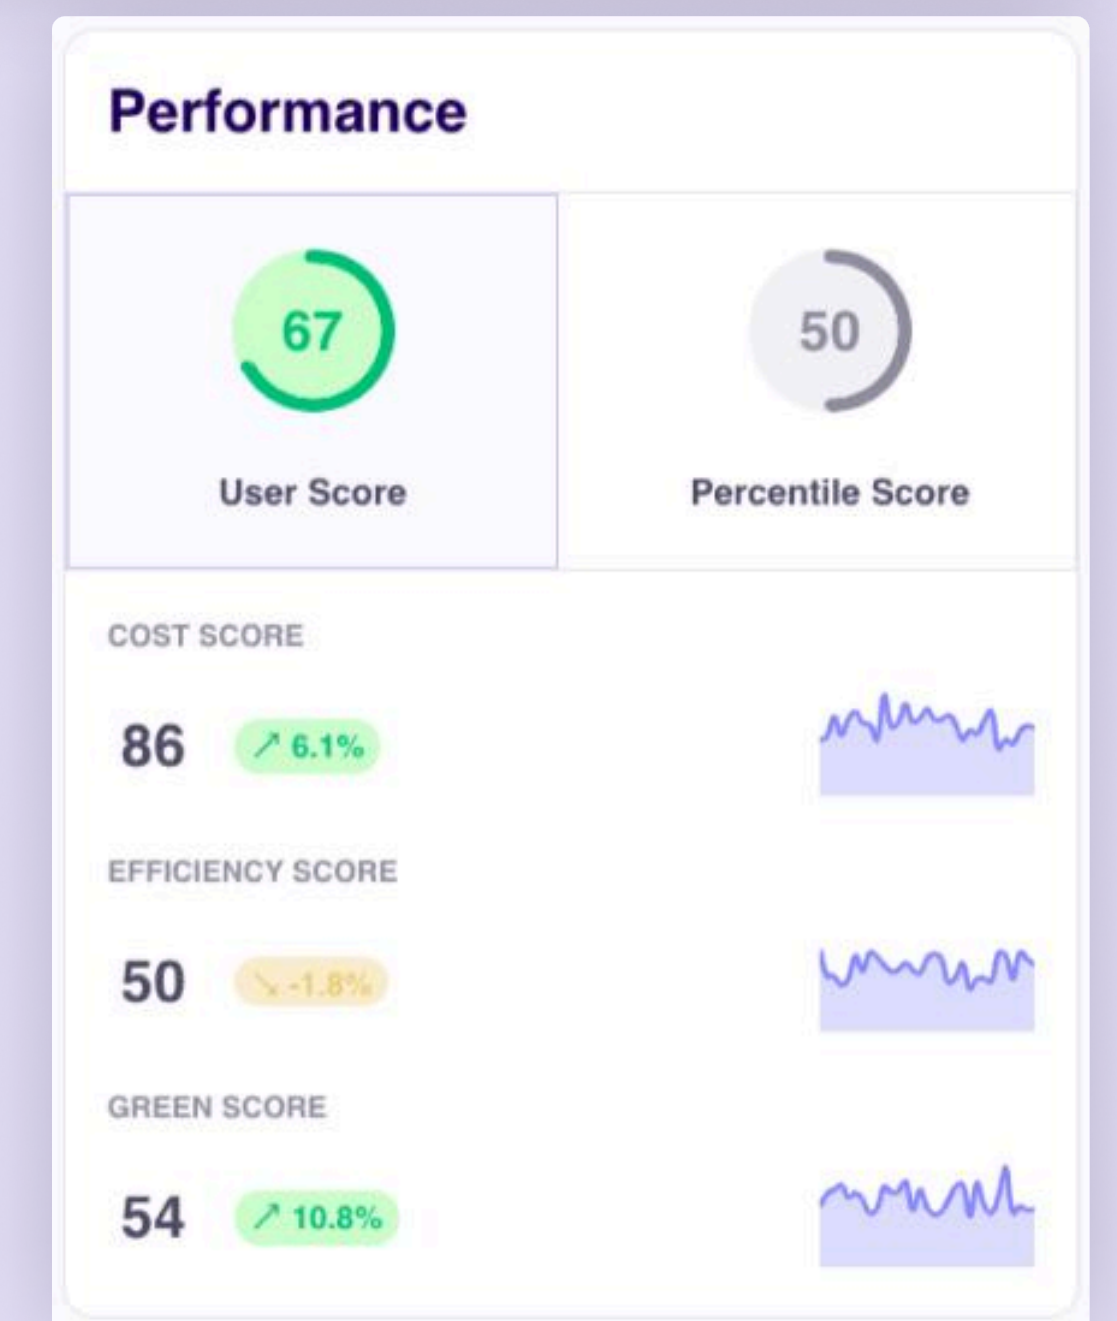 Performance
67
50
User Score
Percentile Score
COST SCORE
86
↗ 6.1%
EFFICIENCY SCORE
50
↘ -1.8%
GREEN SCORE
54
↗ 10.8%